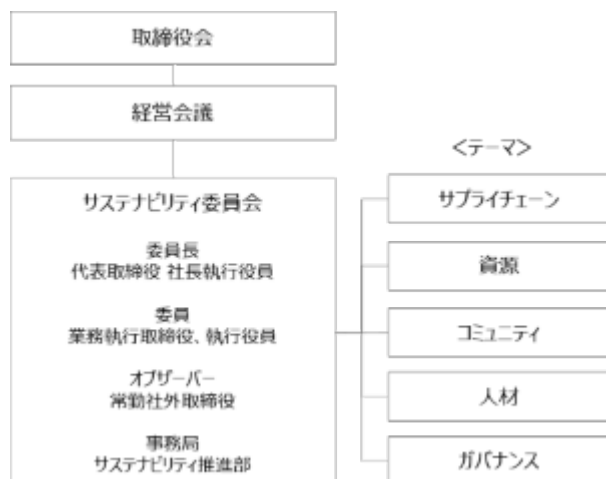 取締役会
経営会議
サステナビリティ委員会
委員長
代表取締役 社長執行役員
委員
業務執行取締役、執行役員
オブザーバー
常勤社外取締役
事務局
サステナビリティ推進部
＜テーマ＞
サプライチェーン
資源
コミュニティ
人材
ガバナンス